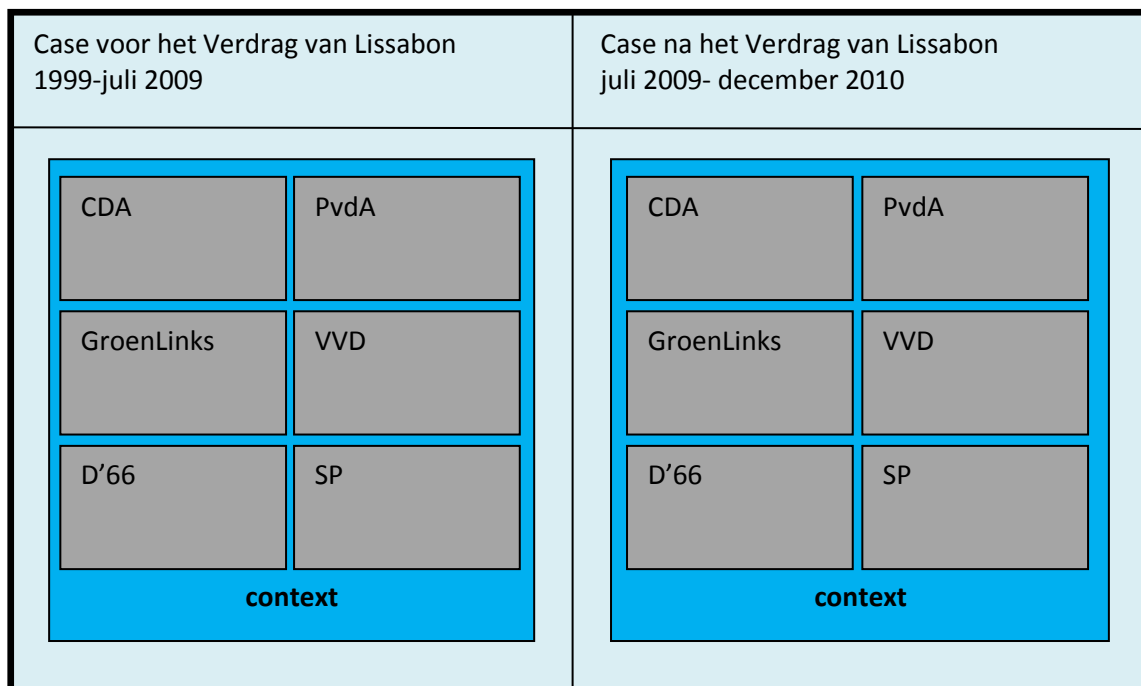 Case voor het Verdrag van Lissabon
1999-juli 2009
Case na het Verdrag van Lissabon
juli 2009- december 2010
CDA
PvdA
GroenLinks
VVD
D’66
SP
context
CDA
PvdA
GroenLinks
VVD
D’66
SP
context